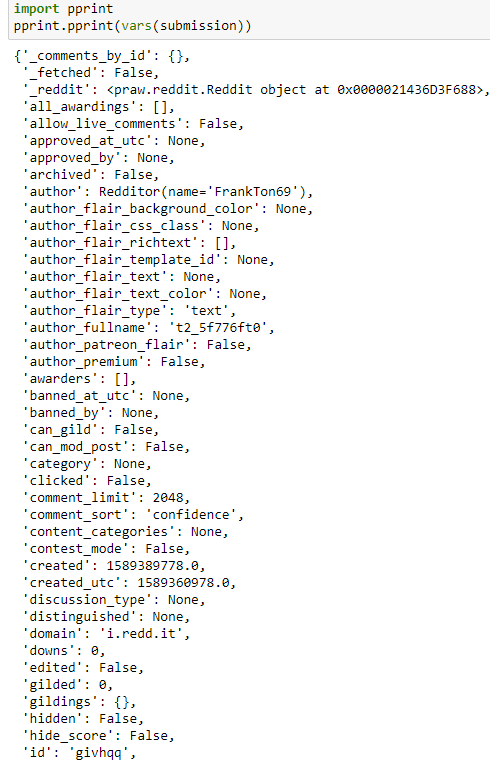 import pprint
pprint.pprint(vars(submission))
{'_comments_by_id': {},
'_fetched': False,
'_reddit': <praw.reddit.Reddit object at 0x0000021436D3F688>,
'all_awardings': [],
'allow_live_comments': False,
'approved_at_utc': None,
'approved_by': None,
'archived': False,
'author': Redditor(name='FrankTon69'),
'author_flair_background_color': None,
'author_flair_css_class': None,
'author_flair_richtext': [],
'author_flair_template_id': None,
'author_flair_text': None,
'author_flair_text_color': None,
'author_flair_type': 'text',
'author_fullname': 't2_5f776ft0',
'author_patreon_flair': False,
'author_premium': False,
'awarders': [],
'banned_at_utc': None,
'banned_by': None,
'can_gild': False,
'can_mod_post': False,
'category': None,
'clicked': False,
'comment_limit': 2048,
'comment_sort': 'confidence',
'content_categories': None,
'contest_mode': False,
'created': 1589389778.0,
'created_utc': 1589360978.0,
'discussion_type': None,
'distinguished': None,
'domain': 'i.redd.it',
'downs': 0,
'edited': False,
'gilded': 0,
'gildings': {},
'hidden': False,
'hide_score': False,
'id': 'givhqq',